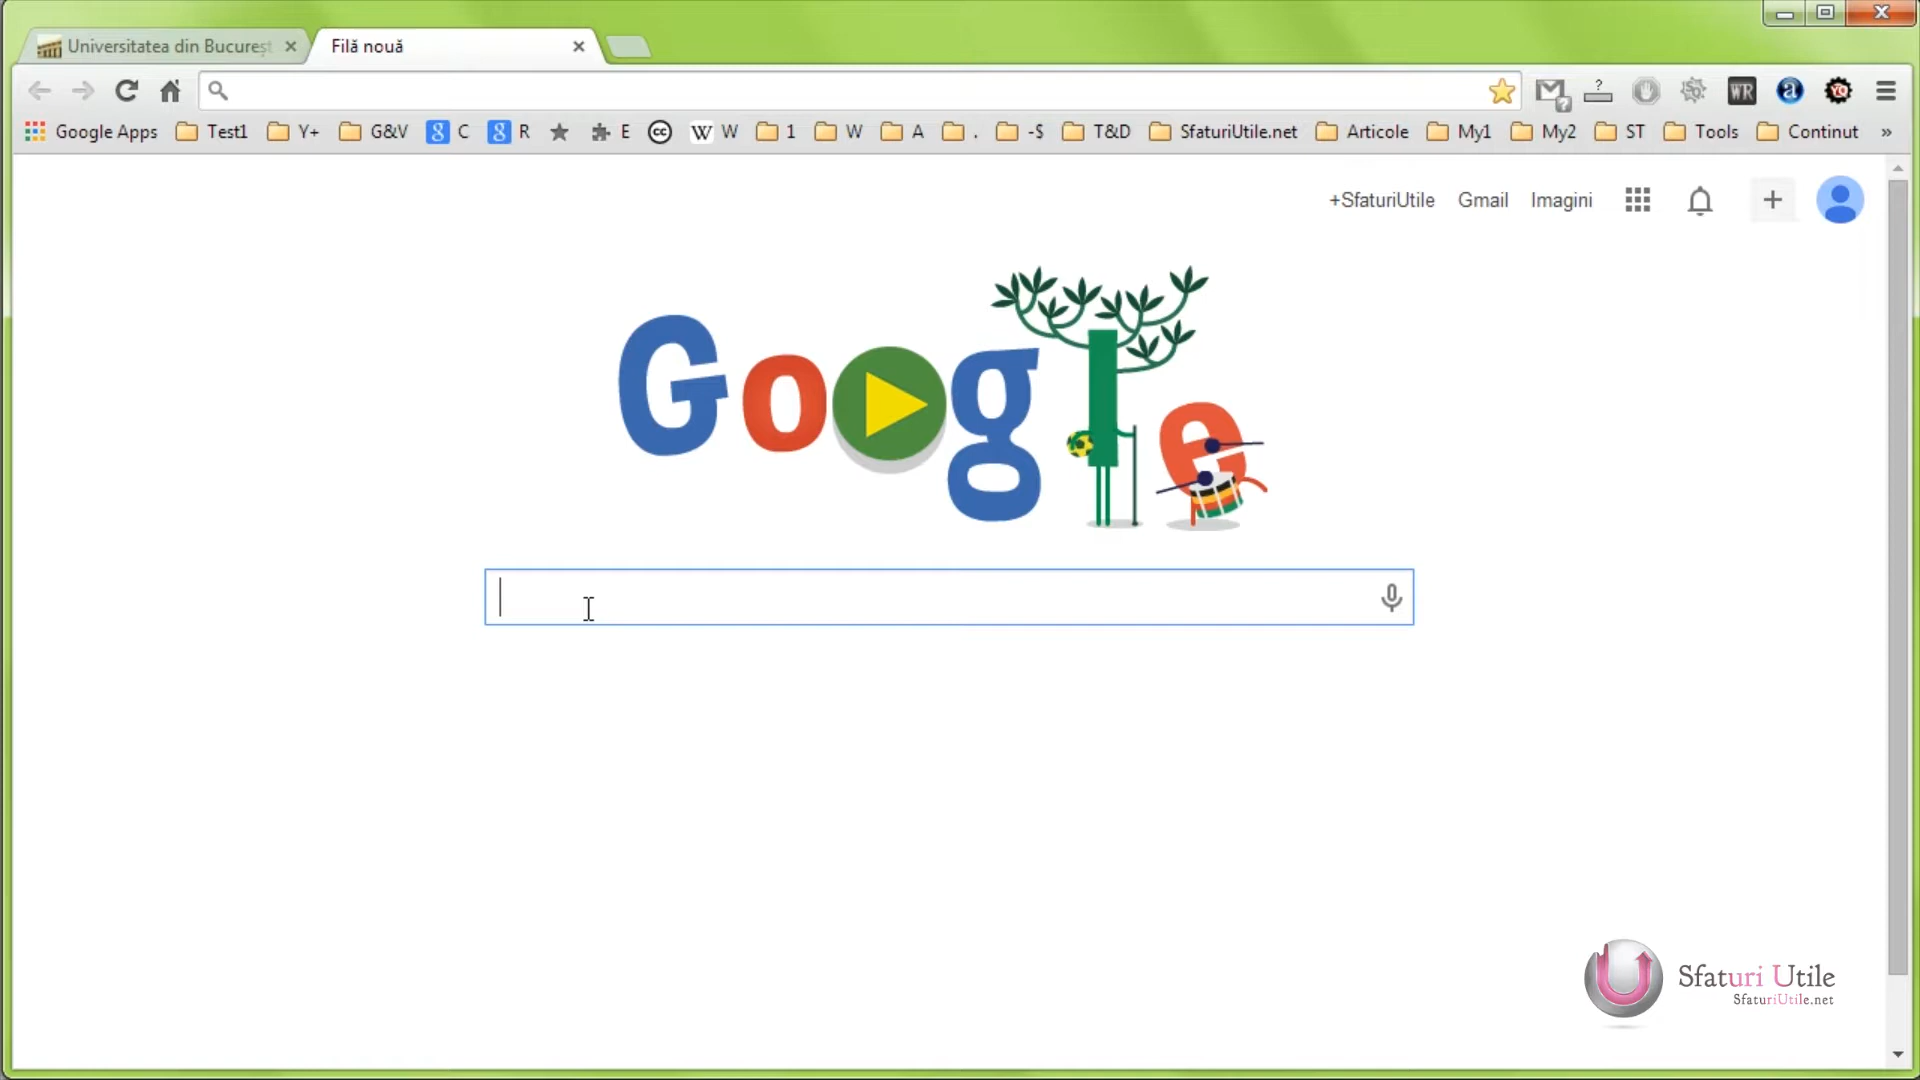 Universitatea din Bucureșt
Filă nouă
Google Apps Test1 Y+ G&V C R E W 1 W A . -$ T&D SfaturiUtile.net Articole My1 My2 ST Tools Continut »
+SfaturiUtile Gmail Imagini
Google
Sfaturi Utile
SfaturiUtile.net